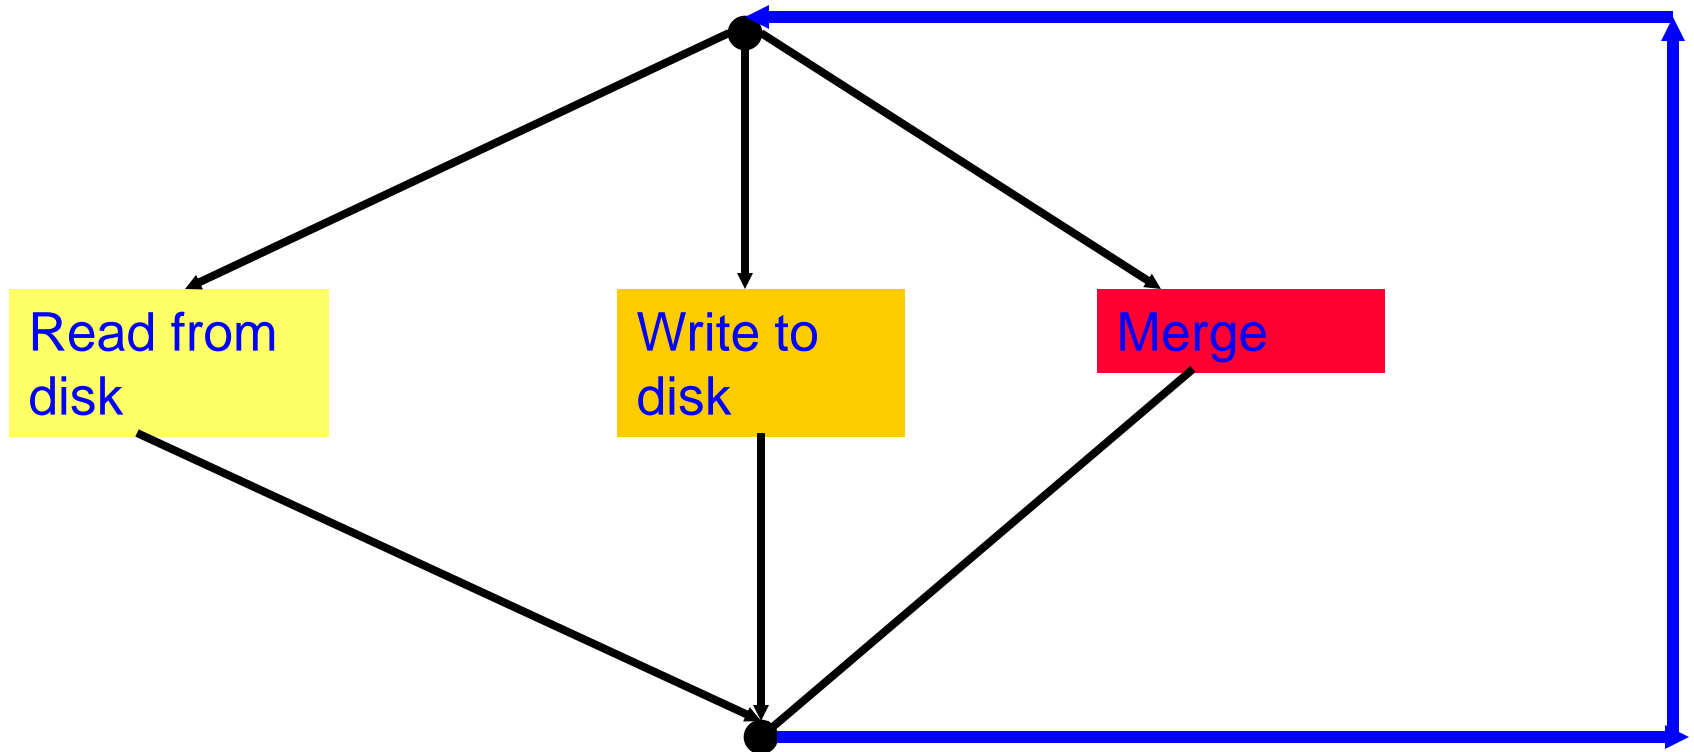 Read from
disk
Write to
disk
Merge